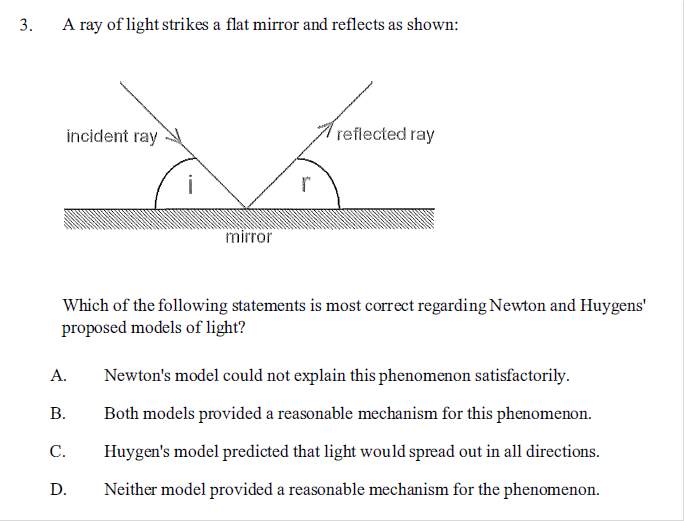 3. A ray of light strikes a flat mirror and reflects as shown:
incident ray
reflected ray
i
r
mirror
Which of the following statements is most correct regarding Newton and Huygens'
proposed models of light?
A. Newton's model could not explain this phenomenon satisfactorily.
B. Both models provided a reasonable mechanism for this phenomenon.
C. Huygen's model predicted that light would spread out in all directions.
D. Neither model provided a reasonable mechanism for the phenomenon.